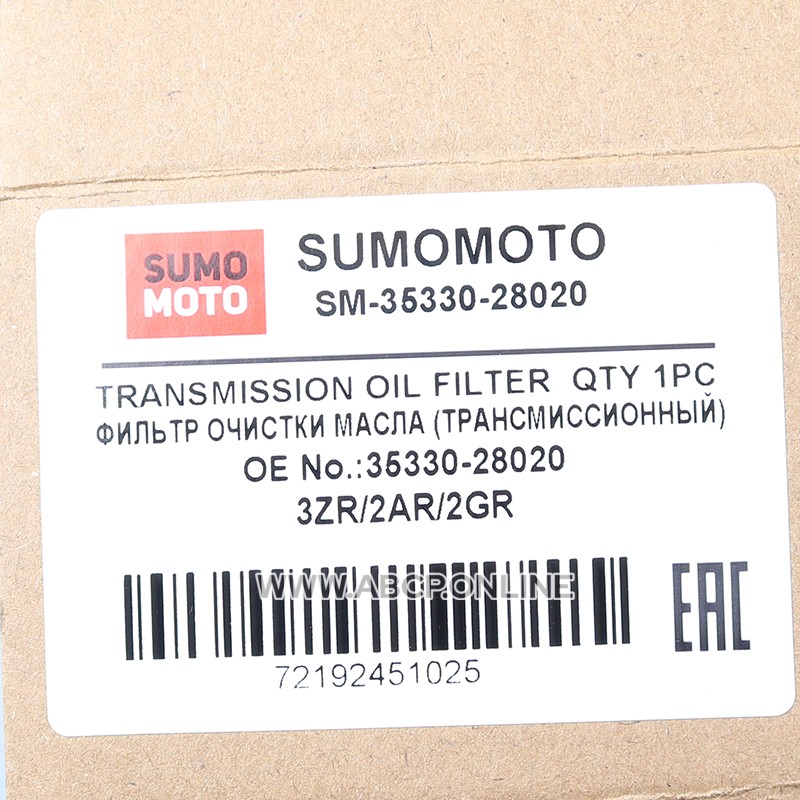 SUMO
MOTO
SUMOMOTO
SM-35330-28020
TRANSMISSION OIL FILTER QTY 1PC
ФИЛЬТР ОЧИСТКИ МАСЛА (ТРАНСМИССИОННЫЙ)
OE No.:35330-28020
3ZR/2AR/2GR
WWW.ABCP.ONLINE
EAC
72192451025